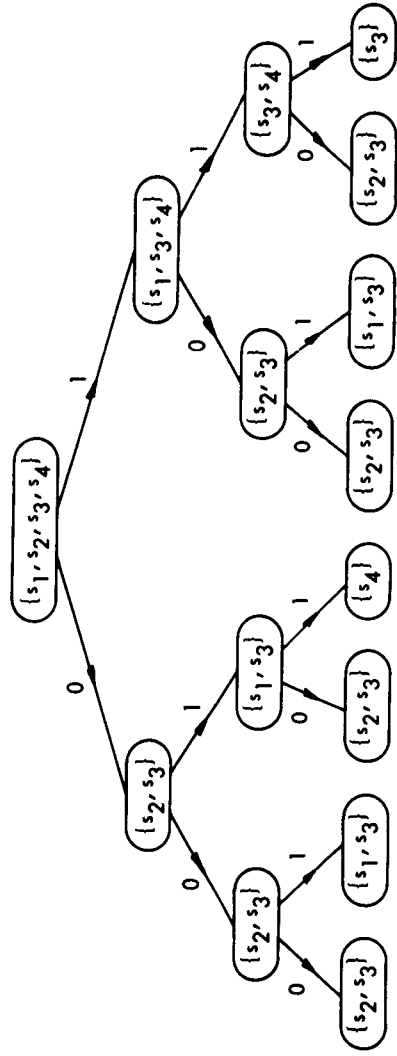 {s₁, s₂, s₃, s₄}
0 1
{s₂, s₃} {s₁, s₃, s₄}
0 1 0 1
{s₂, s₃} {s₁, s₃} {s₂, s₃} {s₃, s₄}
0 1 0 1 0 1 0 1
{s₂, s₃} {s₁, s₃} {s₂, s₃} {s₄} {s₂, s₃} {s₁, s₃} {s₂, s₃} {s₃}